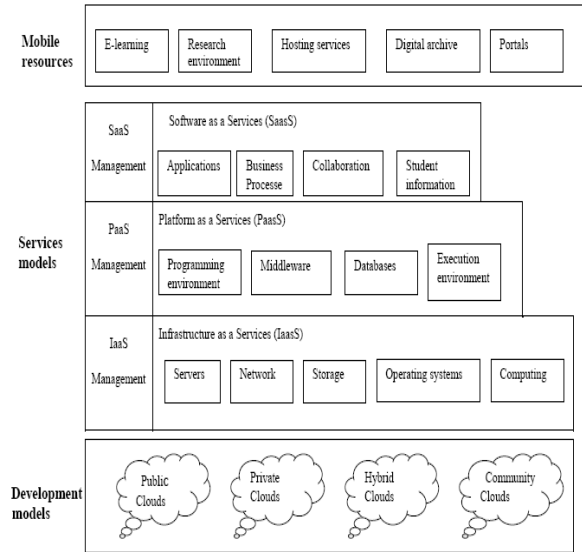 Mobile
resources
E-learning
Research
environment
Hosting services
Digital archive
Portals
Services
models
SaaS
Management
Software as a Services (SaasS)
Applications
Business
Processe
Collaboration
Student
information
PaaS
Management
Platform as a Services (PaasS)
Programming
environment
Middleware
Databases
Execution
environment
IaaS
Management
Infrastructure as a Services (IaasS)
Servers
Network
Storage
Operating systems
Computing
Development
models
Public
Clouds
Private
Clouds
Hybrid
Clouds
Community
Clouds